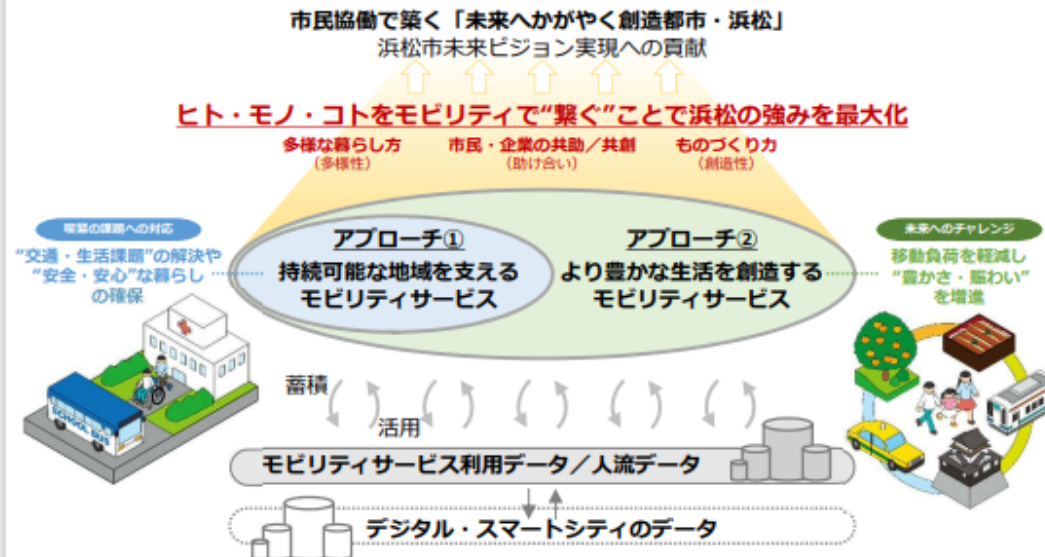 市民協働で築く「未来へかがやく創造都市・浜松」
浜松市未来ビジョン実現への貢献
ヒト・モノ・コトをモビリティで“繋ぐ”ことで浜松の強みを最大化
多様な暮らし方
(多様性)
市民・企業の共助／共創
(助け合い)
ものづくり力
(創造性)
喫緊の課題への対応
“交通・生活課題”の解決や
“安全・安心”な暮らし
の確保
アプローチ①
持続可能な地域を支える
モビリティサービス
アプローチ②
より豊かな生活を創造する
モビリティサービス
未来へのチャレンジ
移動負荷を軽減し
“豊かさ・賑わい”
を増進
SCHOOL BUS
蓄積
活用
モビリティサービス利用データ／人流データ
デジタル・スマートシティのデータ